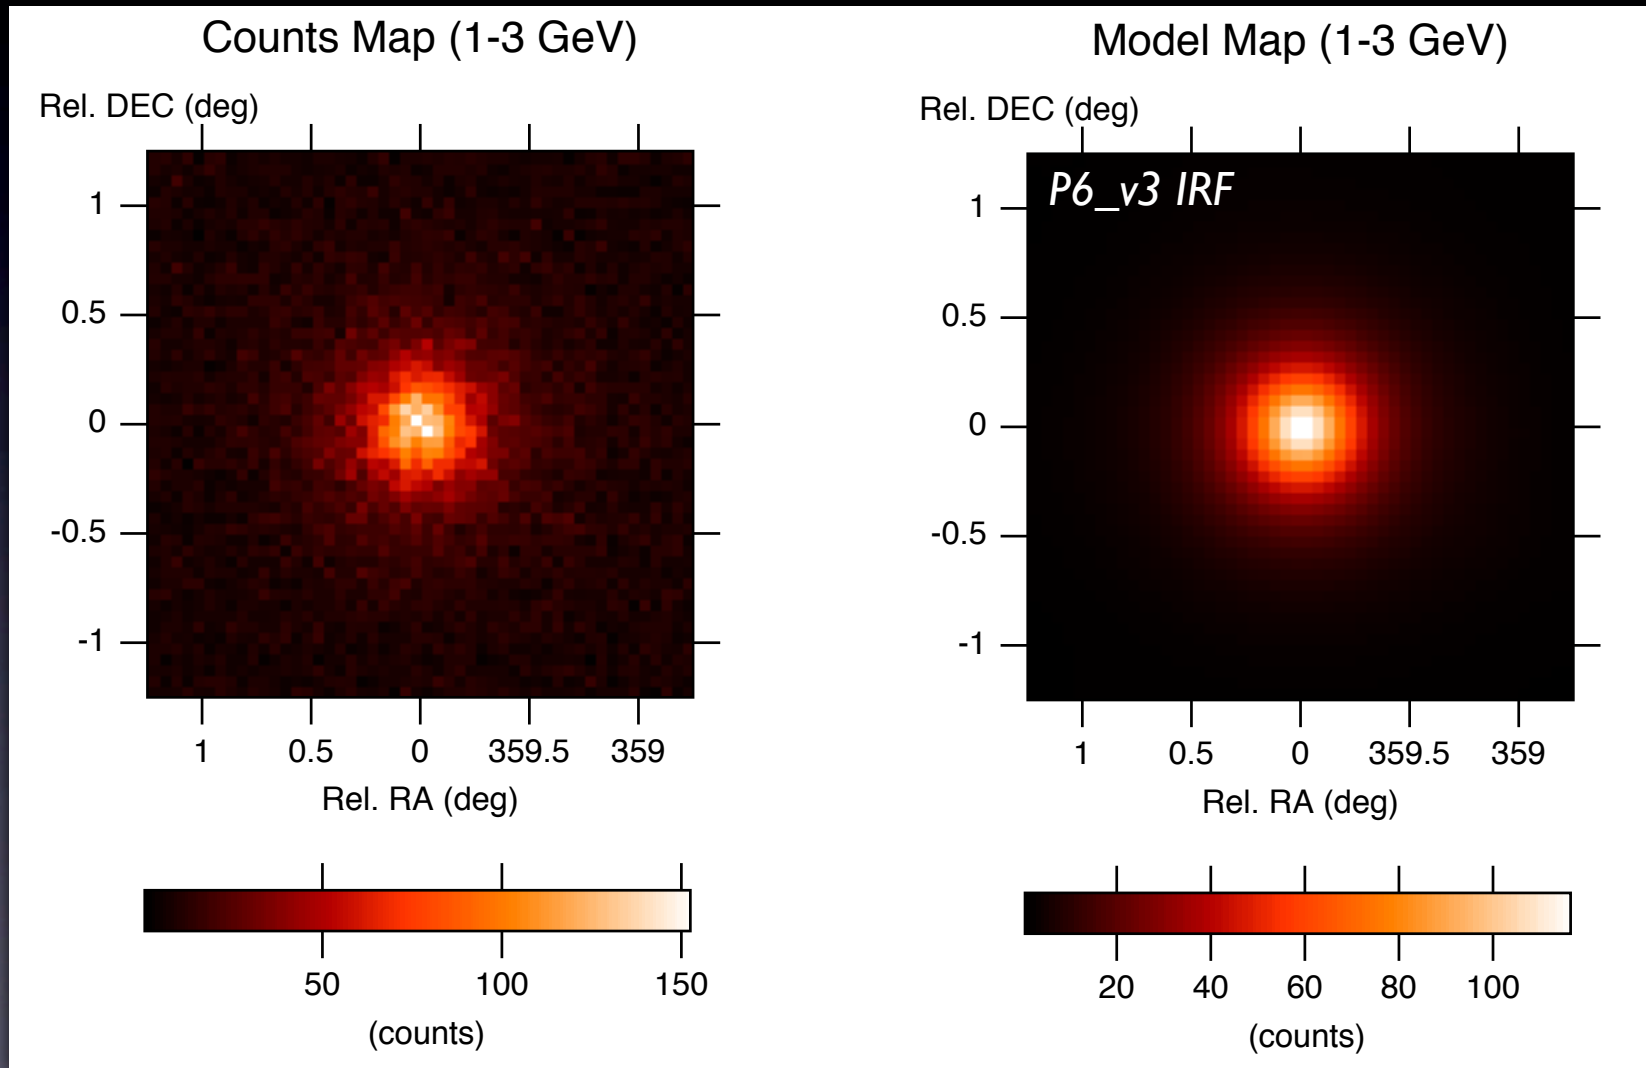 Counts Map (1-3 GeV)
Rel. DEC (deg)
1
0.5
0
-0.5
-1
1 0.5 0 359.5 359
Rel. RA (deg)
50 100 150
(counts)
Model Map (1-3 GeV)
Rel. DEC (deg)
P6_v3 IRF
1
0.5
0
-0.5
-1
1 0.5 0 359.5 359
Rel. RA (deg)
20 40 60 80 100
(counts)